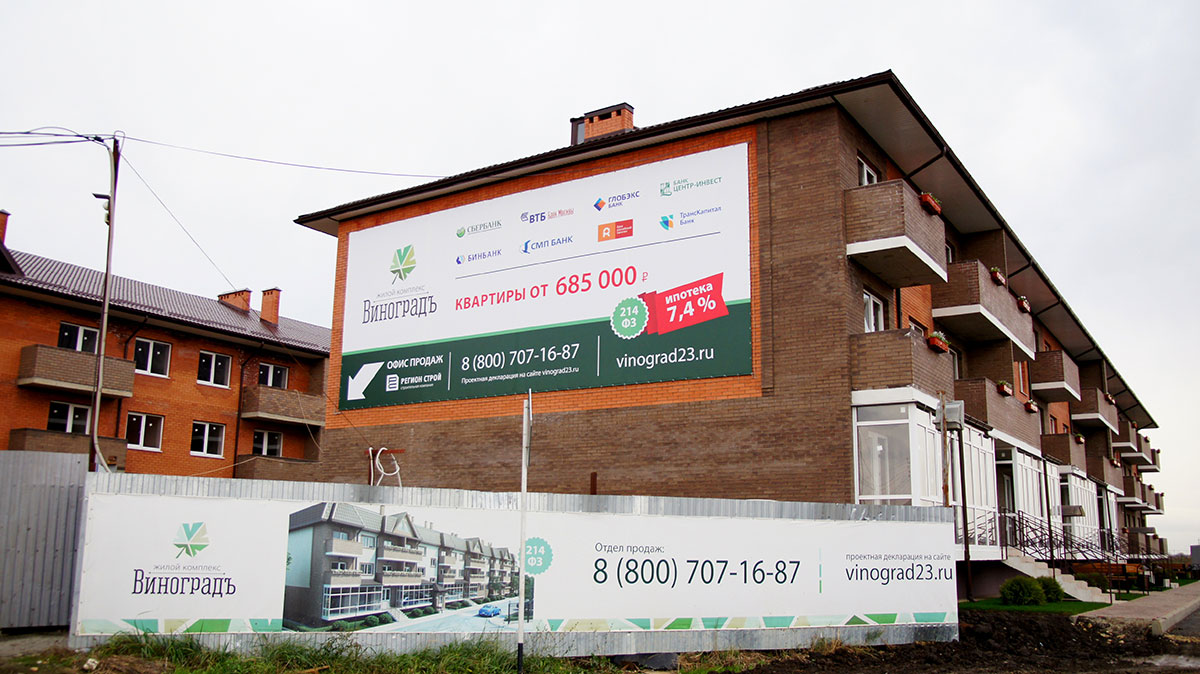 ЖИЛОЙ КОМПЛЕКС
ВиноградЪ
СБЕРБАНК
ВТБ Банк Москвы
ГЛОБЭКС БАНК
БАНК ЦЕНТР-ИНВЕСТ
БИНБАНК
СМП БАНК
ТрансКапитал Банк
КВАРТИРЫ ОТ 685 000 ₽
214 ФЗ
ипотека
7,4 %
ОФИС ПРОДАЖ
РЕГИОН СТРОЙ
8 (800) 707-16-87
Проектная декларация на сайте vinograd23.ru
vinograd23.ru
ЖИЛОЙ КОМПЛЕКС
ВиноградЪ
214 ФЗ
Отдел продаж:
8 (800) 707-16-87
проектная декларация на сайте
vinograd23.ru